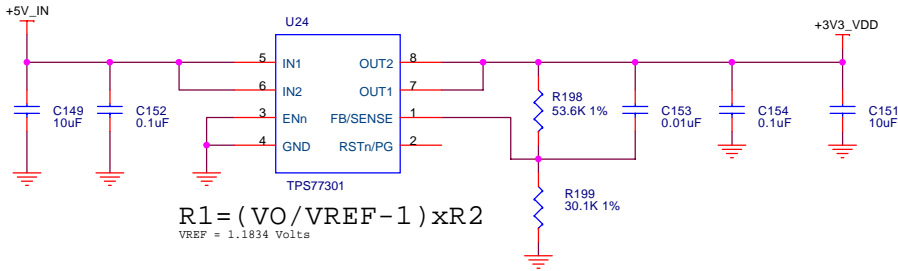 +5V_IN
U24
+3V3_VDD
5 IN1 OUT2 8
6 IN2 OUT1 7
3 ENn FB/SENSE 1
4 GND RSTn/PG 2
TPS77301
C149
10uF
C152
0.1uF
R198
53.6K 1%
C153
0.01uF
C154
0.1uF
C151
10uF
R199
30.1K 1%
R1=(VO/VREF-1)xR2
VREF = 1.1834 Volts